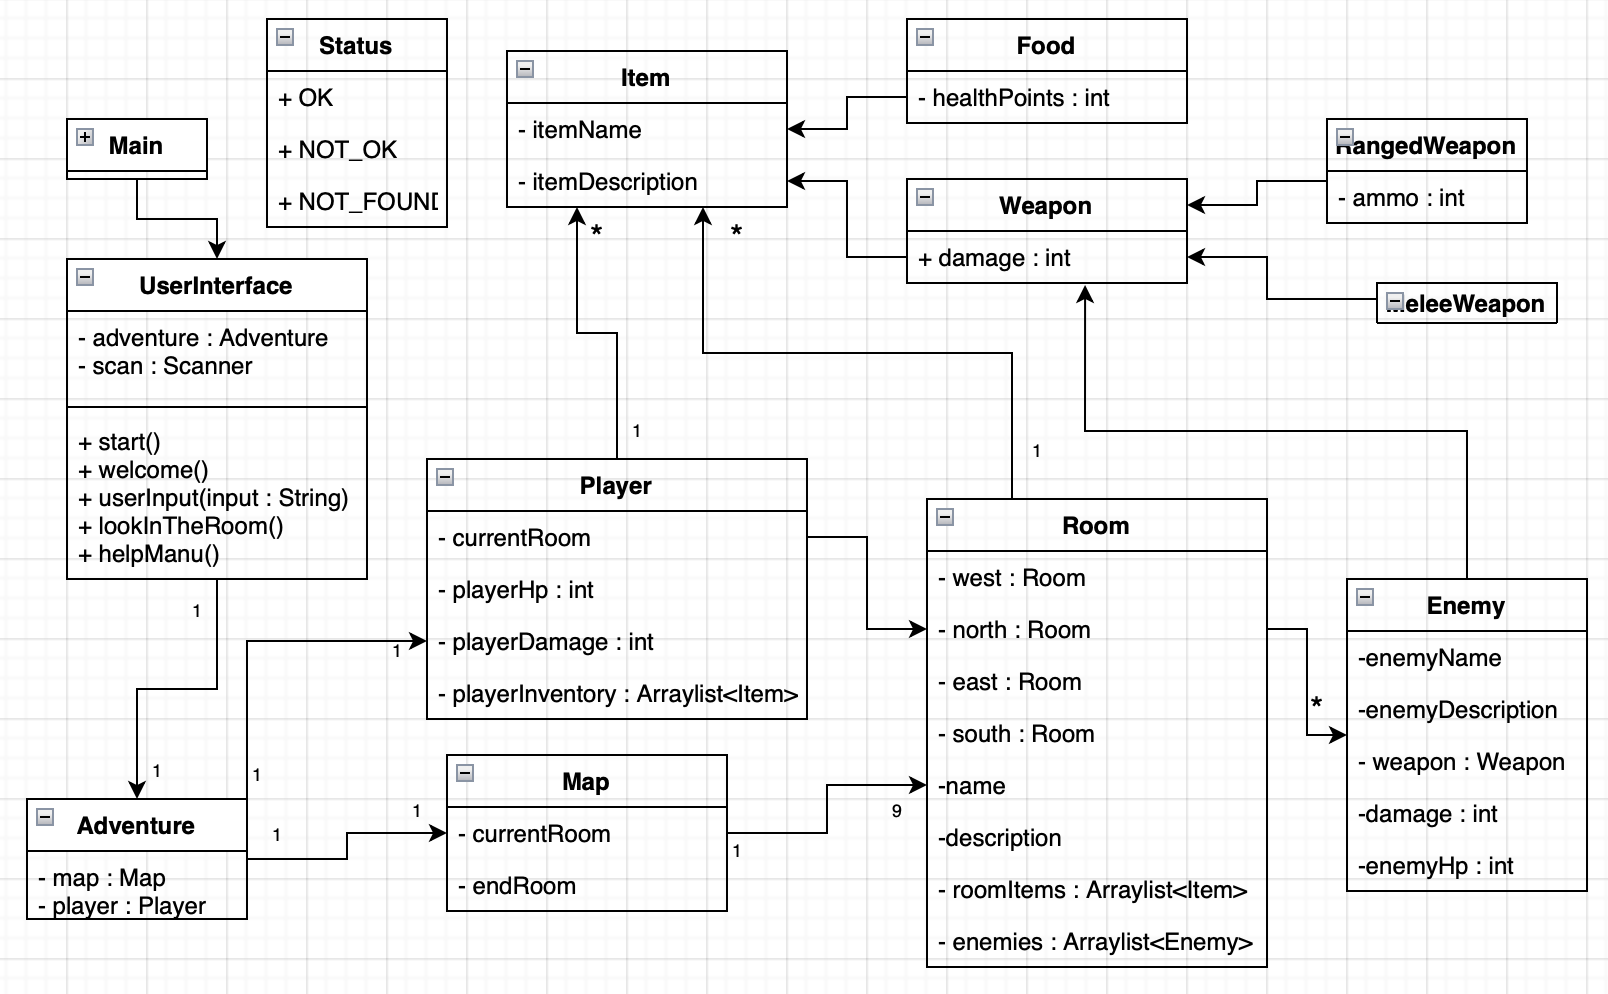 Status
+ OK
+ NOT_OK
+ NOT_FOUND
Main
UserInterface
- adventure : Adventure
- scan : Scanner
+ start()
+ welcome()
+ userInput(input : String)
+ lookInTheRoom()
+ helpManu()
1
1
Adventure
- map : Map
- player : Player
1
1
1
1
Item
- itemName
- itemDescription
*
*
1
1
Food
- healthPoints : int
Weapon
+ damage : int
RangedWeapon
- ammo : int
MeleeWeapon
Player
- currentRoom
- playerHp : int
- playerDamage : int
- playerInventory : Arraylist<Item>
Map
- currentRoom
- endRoom
1
9
Room
- west : Room
- north : Room
- east : Room
- south : Room
-name
-description
- roomItems : Arraylist<Item>
- enemies : Arraylist<Enemy>
*
Enemy
-enemyName
-enemyDescription
- weapon : Weapon
-damage : int
-enemyHp : int